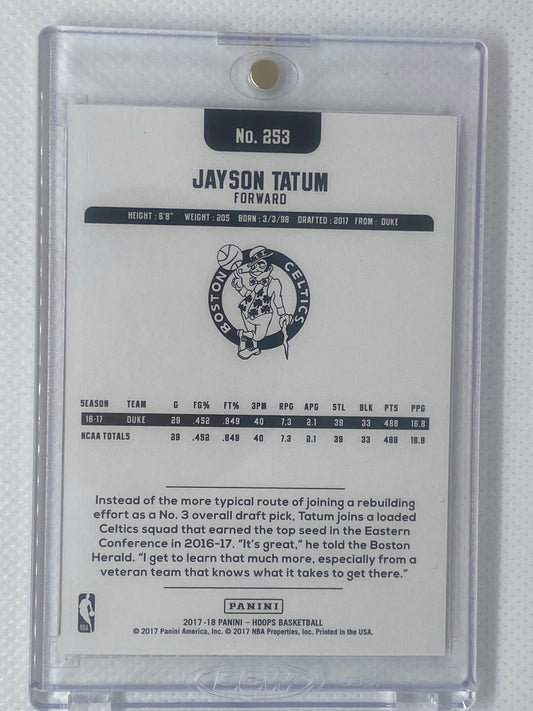 No. 253
JAYSON TATUM
FORWARD
HEIGHT: 6'8" WEIGHT: 205 BORN: 3/3/98 DRAFTED: 2017 FROM: DUKE
BOSTON CELTICS
SEASON TEAM G FG% FT% 3PM RPG APG STL BLK PTS PPG
16-17 DUKE 29 .452 .849 40 7.3 2.1 39 33 488 16.8
NCAA TOTALS 29 .452 .849 40 7.3 2.1 39 33 488 16.8
Instead of the more typical route of joining a rebuilding
effort as a No. 3 overall draft pick, Tatum joins a loaded
Celtics squad that earned the top seed in the Eastern
Conference in 2016-17. “It's great,” he told the Boston
Herald. “I get to learn that much more, especially from a
veteran team that knows what it takes to get there.”
PANINI
NBA
2017-18 PANINI – HOOPS BASKETBALL
© 2017 Panini America, Inc. © 2017 NBA Properties, Inc. Printed in the USA.
BCW